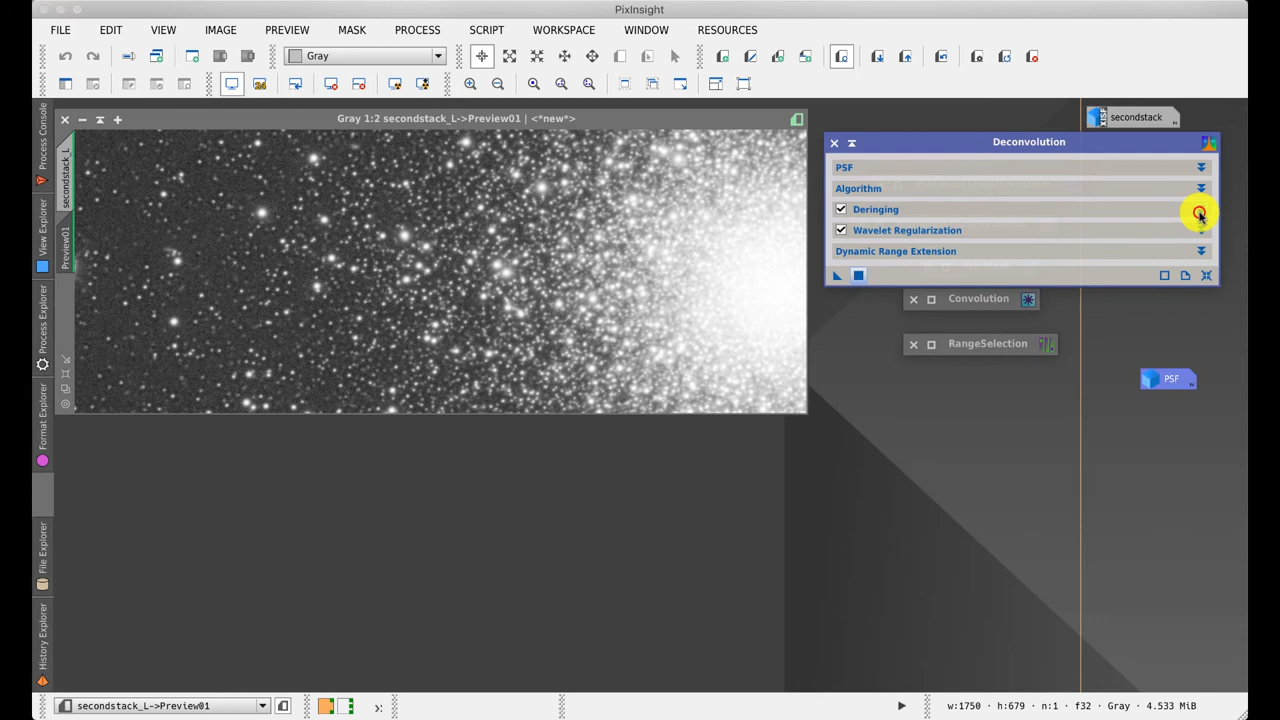 PixInsight
FILE EDIT VIEW IMAGE PREVIEW MASK PROCESS SCRIPT WORKSPACE WINDOW RESOURCES
Gray
24
Process Console
View Explorer
Process Explorer
Format Explorer
File Explorer
History Explorer
Gray 1:2 secondstack_L->Preview01 | <*new*>
secondstack_L
Preview01
XISF
secondstack
N
Deconvolution
PSF
Algorithm
Deringing
Wavelet Regularization
Dynamic Range Extension
Convolution
RangeSelection
PSF
N
secondstack_L->Preview01
w:1750 · h:679 · n:1 · f32 · Gray · 4.533 MiB